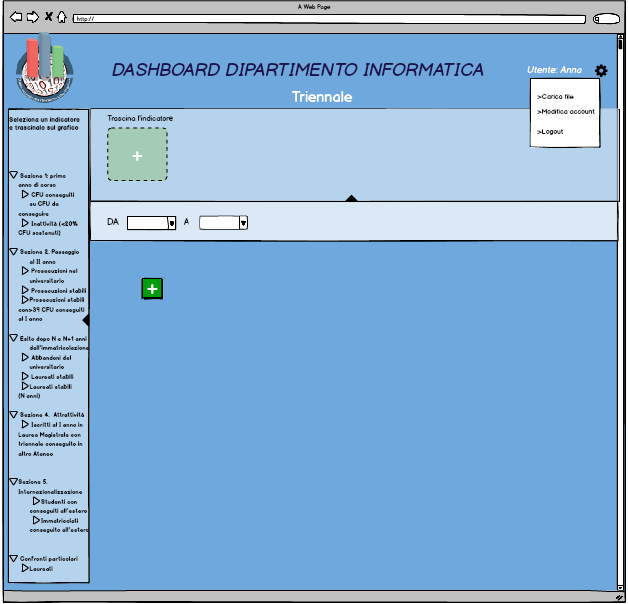 A Web Page
http://
DASHBOARD DIPARTIMENTO INFORMATICA
Utente: Anna
Triennale
>Carica file
>Modifica account
>Logout
Seleziona un indicatore
e trascinalo sul grafico
Trascina l'indicatore
+
DA
A
+
Sezione 1: primo
anno di corso
CFU conseguiti
su CFU da
conseguire
Inattività (<20%
CFU sostenuti)
Sezione 2. Passaggio
al II anno
Prosecuzioni nel
universitario
Prosecuzioni stabili
Prosecuzioni stabili
con>39 CFU conseguiti
al I anno
Esito dopo N e N+1 anni
dall'immatricolazione
Abbandoni del
universitario
Laureati stabili
Laureati stabili
(N anni)
Sezione 4. Attrattività
Iscritti al I anno in
Laurea Magistrale con
triennale conseguito in
altro Ateneo
Sezione 5.
Internazionalizzazione
Studenti con
conseguiti all'estero
Immatricolati
conseguito all'estero
Confronti particolari
Laureati